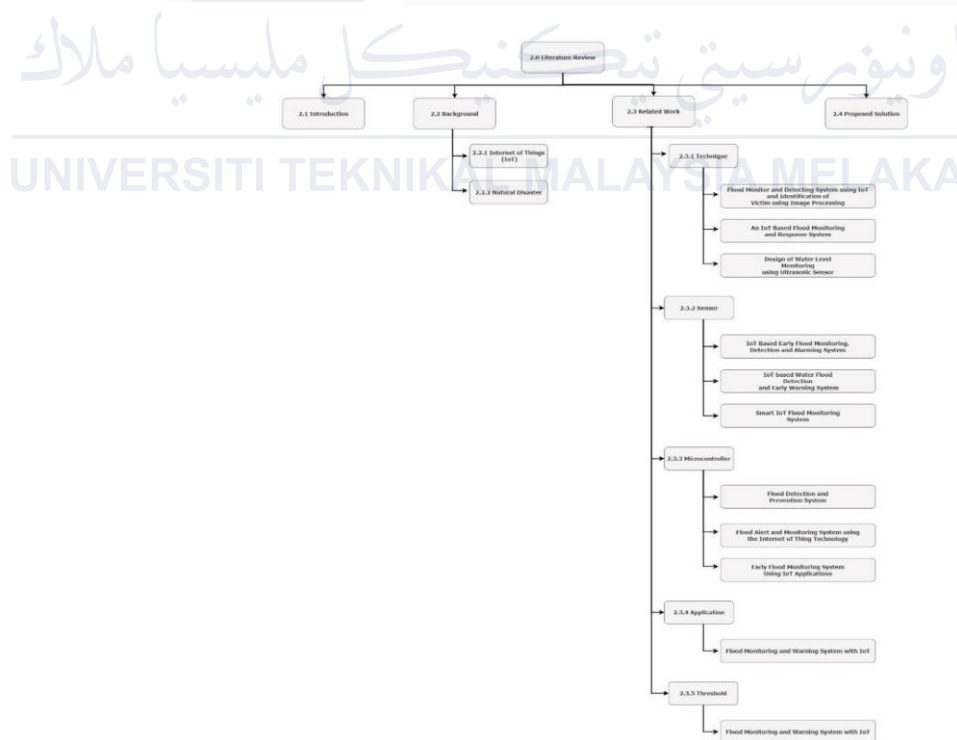 اونيۏرسيتي تيكنيكل مليسيا ملاك
2.0 Literature Review
2.1 Introduction
2.2 Background
2.3 Related Work
2.4 Proposed Solution
2.2.1 Internet of Things
(IoT)
2.2.2 Natural Disaster
UNIVERSITI TEKNIKAL MALAYSIA MELAKA
2.3.1 Technique
Flood Monitor and Detecting System using IoT
and Identification of
Victim using Image Processing
An IoT Based Flood Monitoring
and Response System
Design of Water Level
Monitoring
using Ultrasonic Sensor
2.3.2 Sensor
IoT Based Early Flood Monitoring,
Detection and Alarming System
IoT based Water Flood
Detection
and Early Warning System
Smart IoT Flood Monitoring
System
2.3.3 Microcontroller
Flood Detection and
Prevention System
Flood Alert and Monitoring System using
the Internet of Thing Technology
Early Flood Monitoring System
Using IoT Applications
2.3.4 Application
Flood Monitoring and Warning System with IoT
2.3.5 Threshold
Flood Monitoring and Warning System with IoT